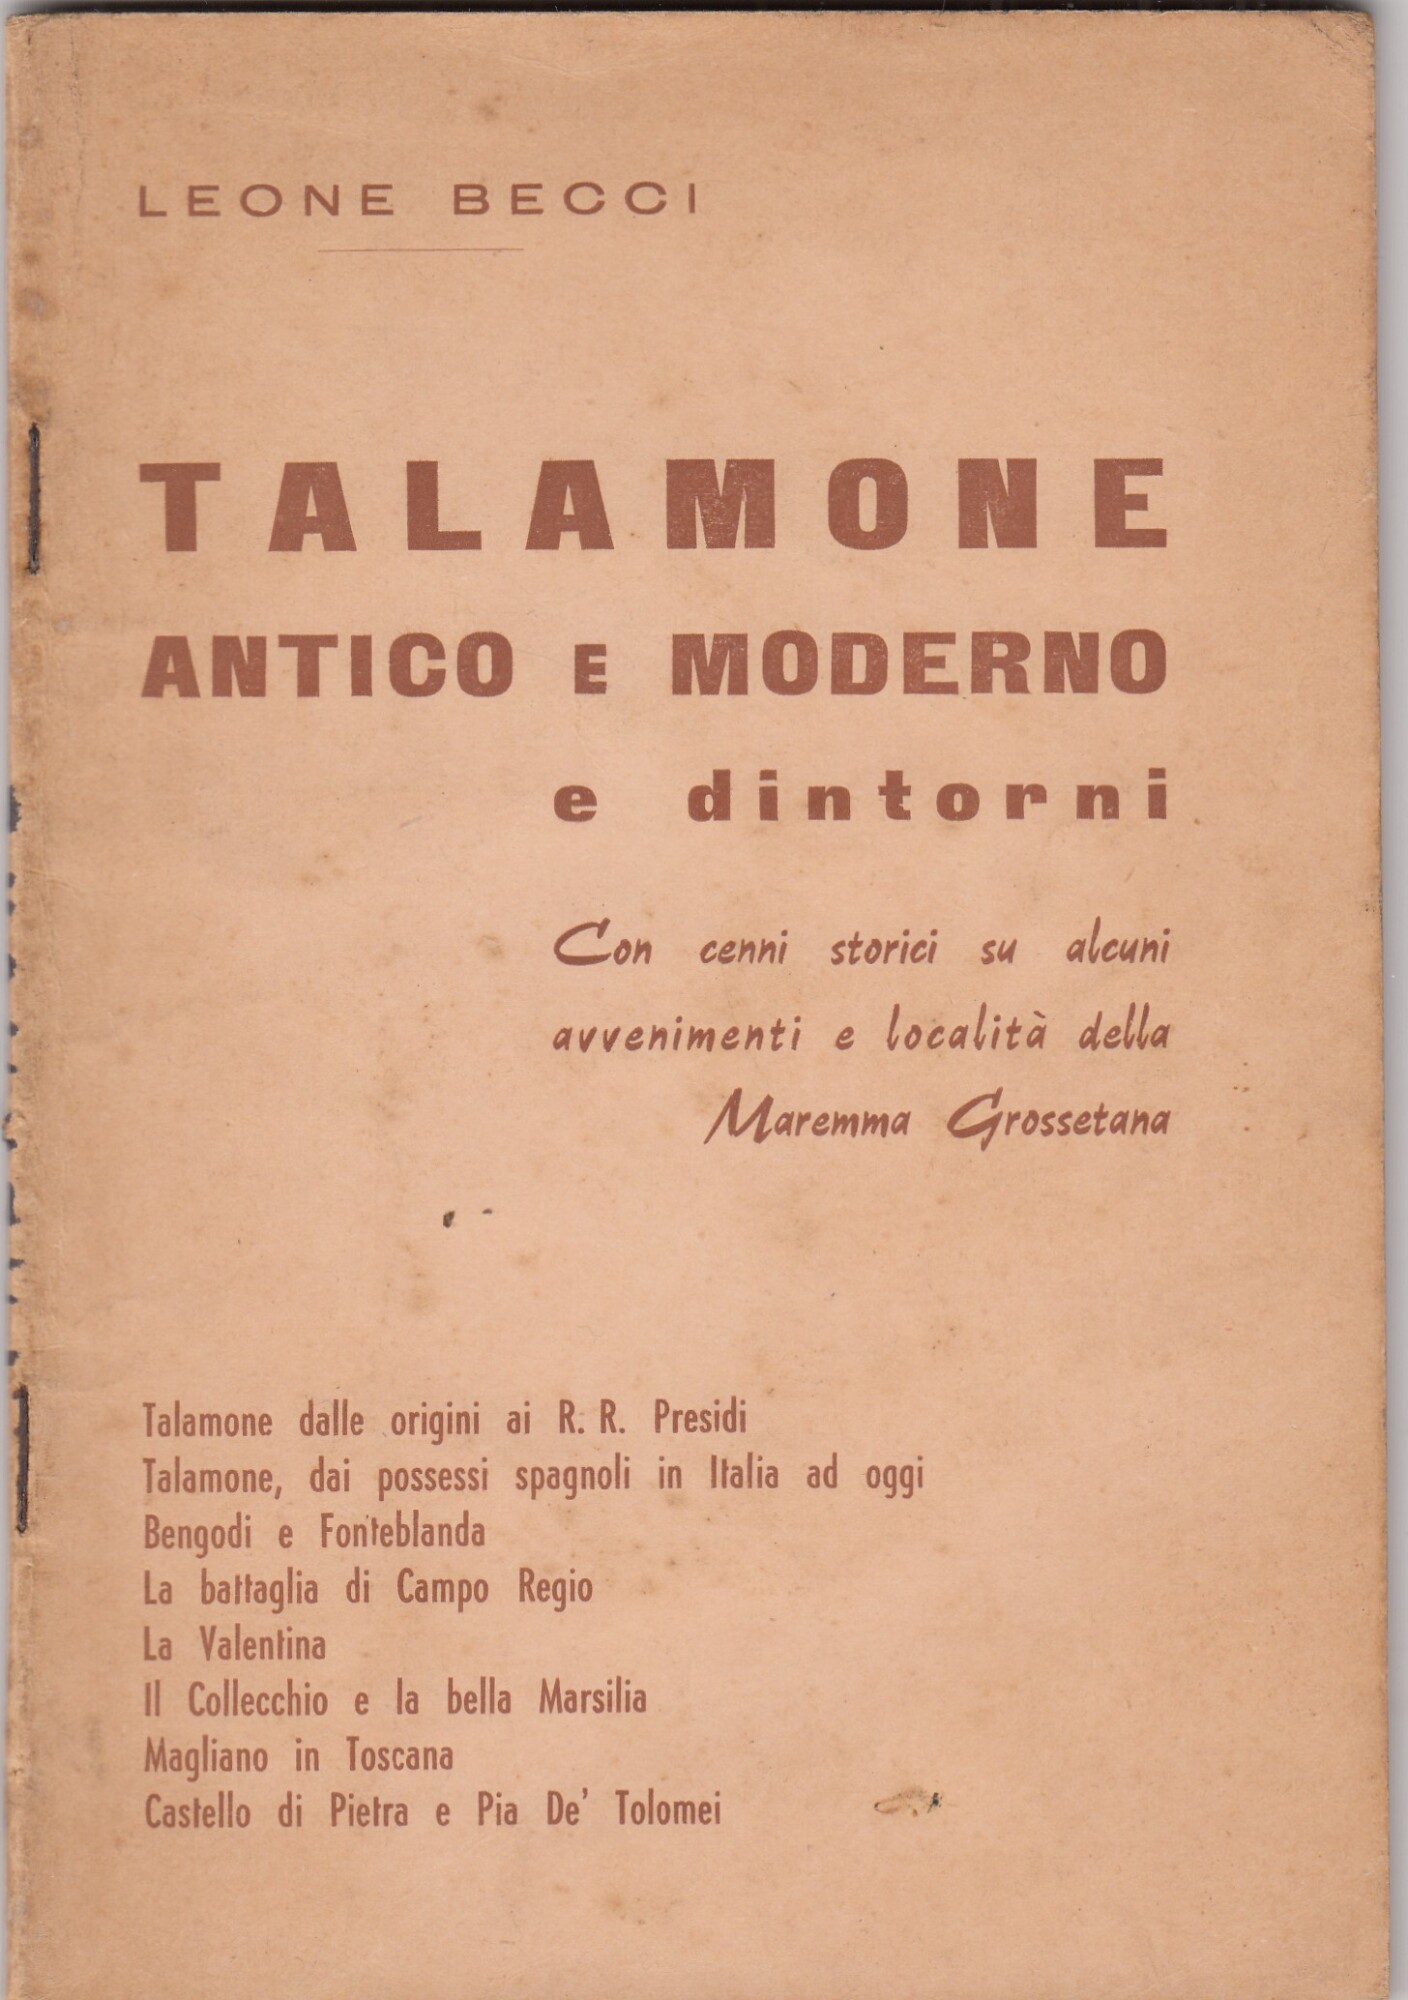 LEONE BECCI
TALAMONE
ANTICO E MODERNO
e dintorni
Con cenni storici su alcuni
avvenimenti e località della
Maremma Grossetana
Talamone dalle origini ai R. R. Presidi
Talamone, dai possessi spagnoli in Italia ad oggi
Bengodi e Fonteblanda
La battaglia di Campo Regio
La Valentina
Il Collecchio e la bella Marsilia
Magliano in Toscana
Castello di Pietra e Pia De' Tolomei